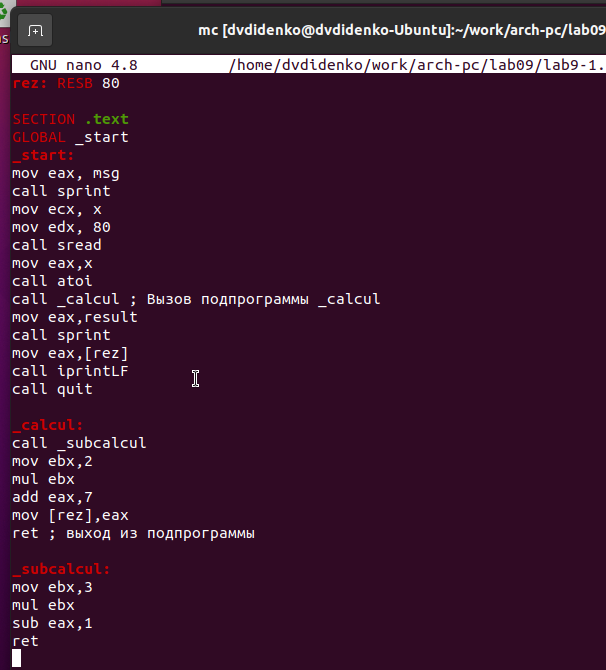 mc [dvdidenko@dvdidenko-Ubuntu]:~/work/arch-pc/lab09
GNU nano 4.8 /home/dvdidenko/work/arch-pc/lab09/lab9-1.
rez: RESB 80
SECTION .text
GLOBAL _start
_start:
mov eax, msg
call sprint
mov ecx, x
mov edx, 80
call sread
mov eax,x
call atoi
call _calcul ; Вызов подпрограммы _calcul
mov eax,result
call sprint
mov eax,[rez]
call iprintLF
call quit
_calcul:
call _subcalcul
mov ebx,2
mul ebx
add eax,7
mov [rez],eax
ret ; выход из подпрограммы
_subcalcul:
mov ebx,3
mul ebx
sub eax,1
ret